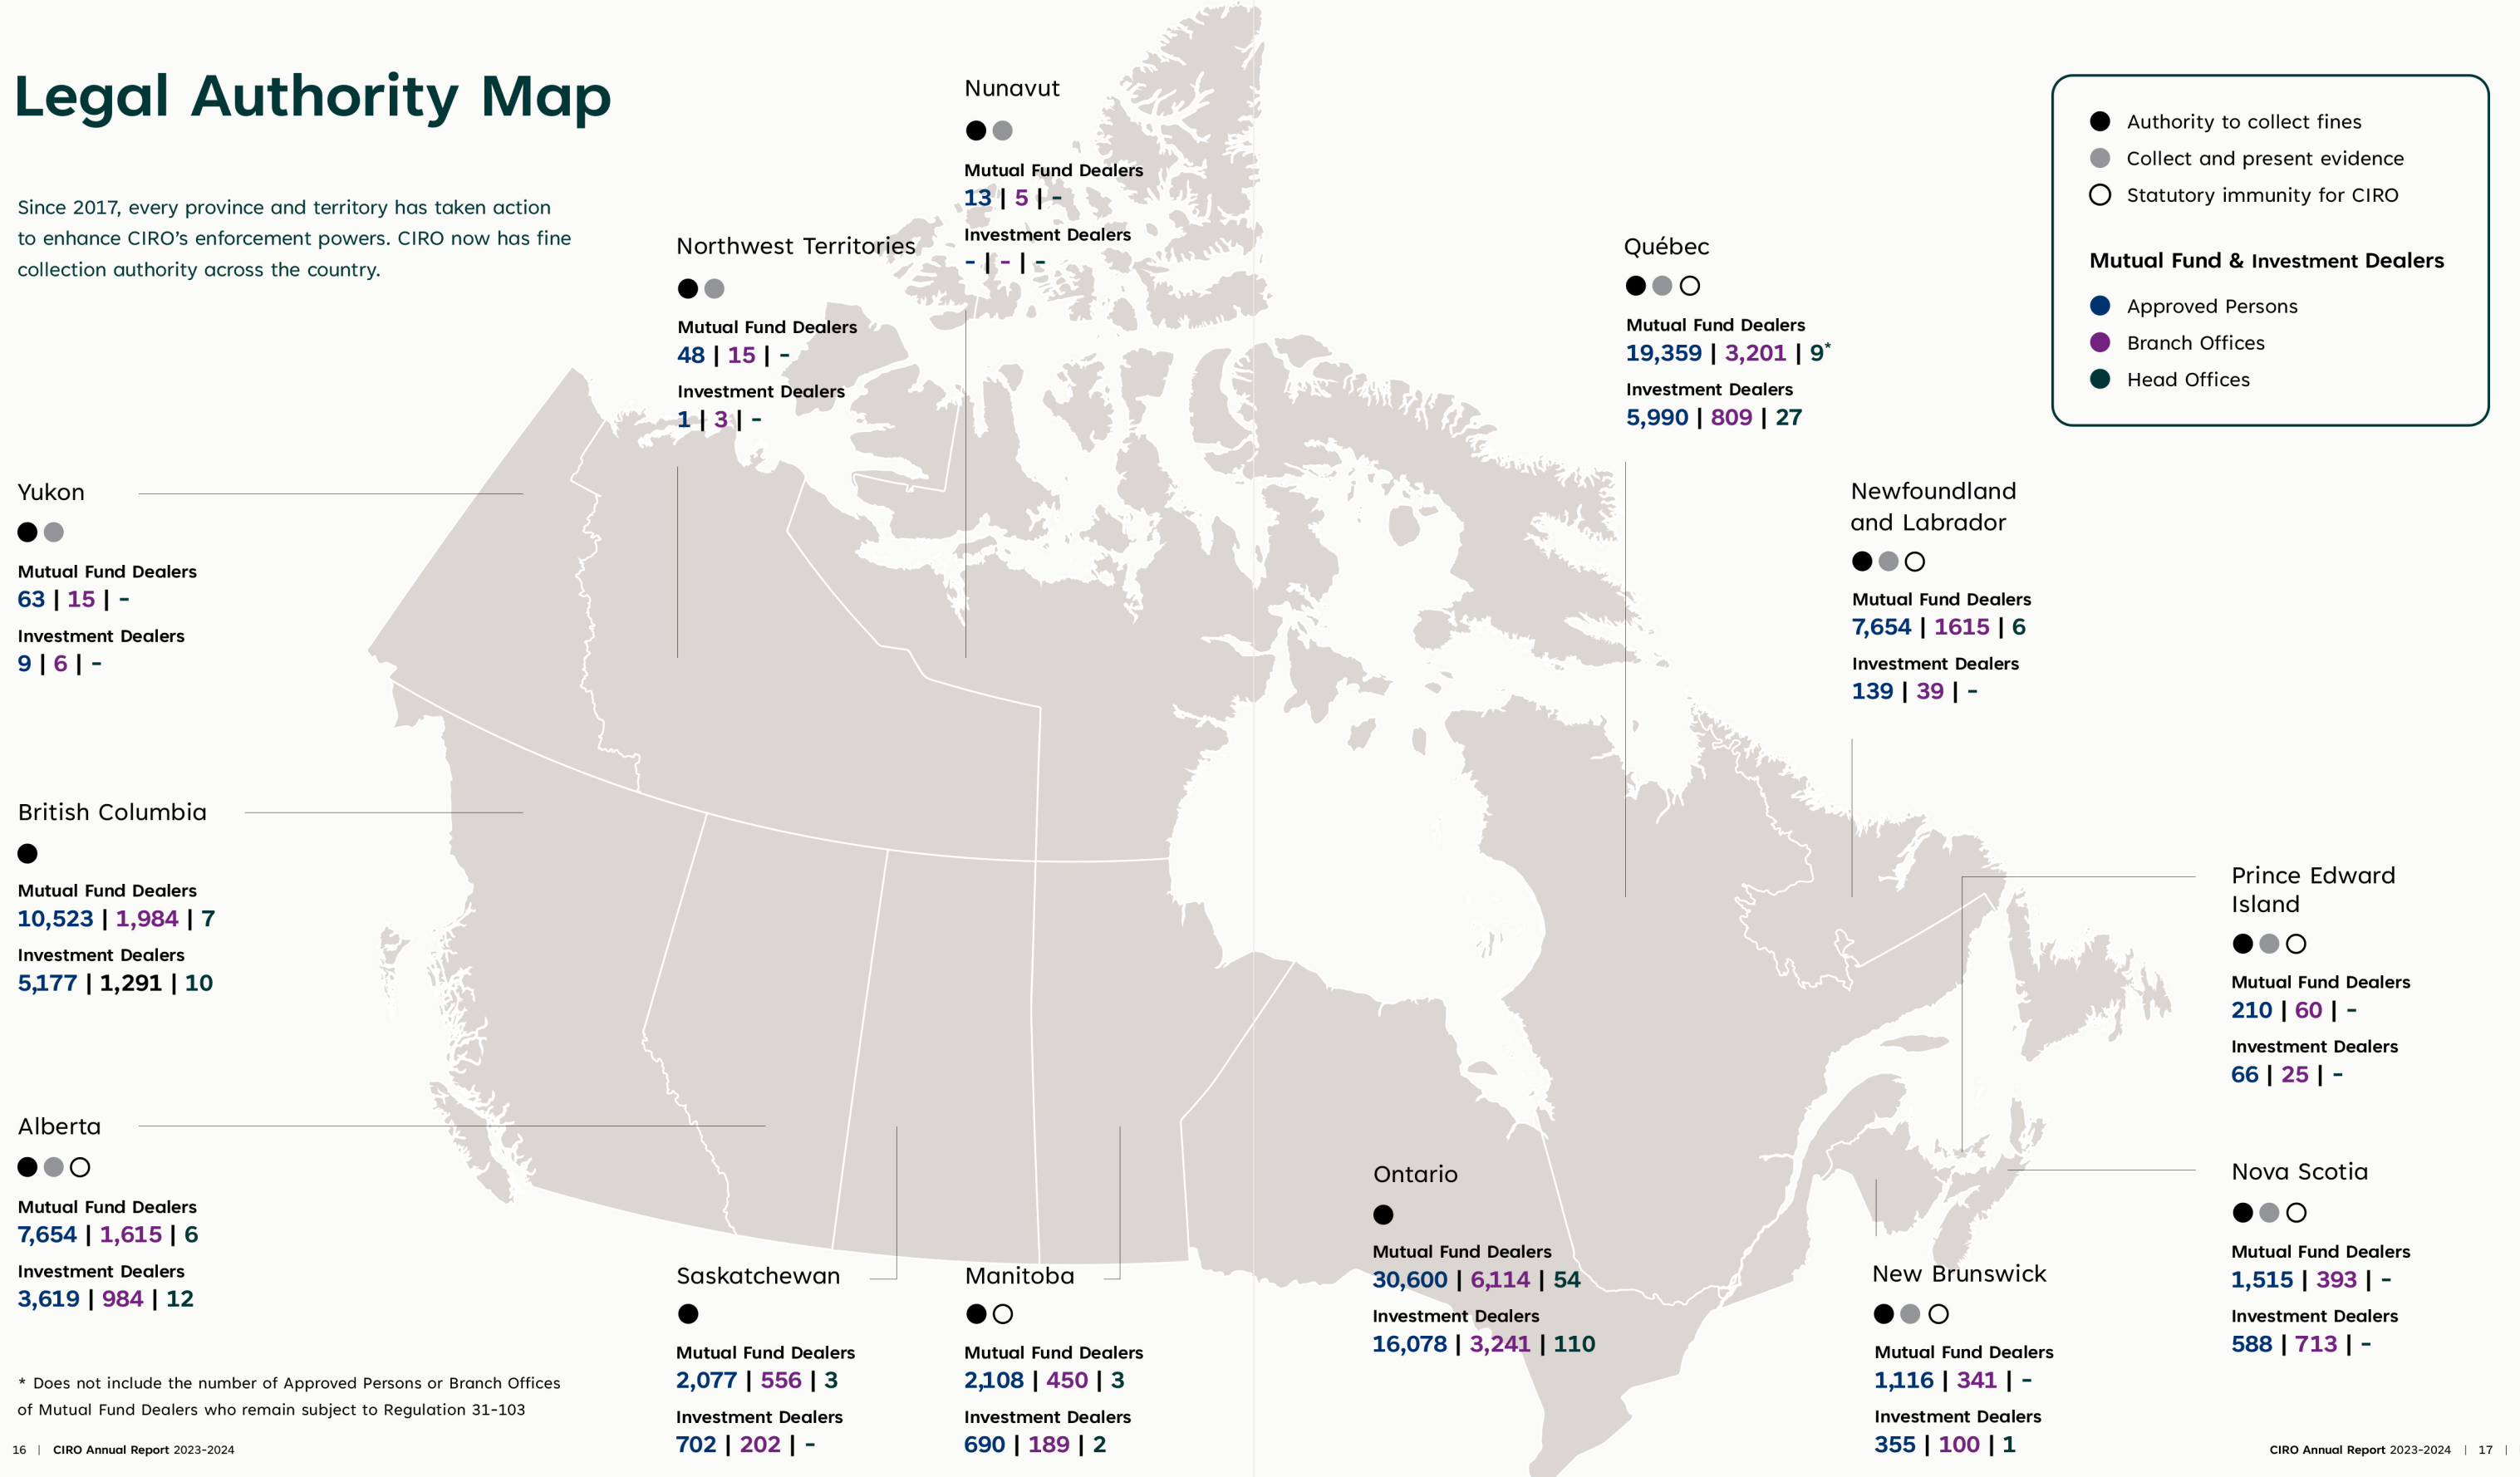 Legal Authority Map
Since 2017, every province and territory has taken action
to enhance CIRO's enforcement powers. CIRO now has fine
collection authority across the country.
Nunavut
Mutual Fund Dealers
13 | 5 | -
Investment Dealers
- | - | -
Northwest Territories
Mutual Fund Dealers
48 | 15 | -
Investment Dealers
1 | 3 | -
Québec
Mutual Fund Dealers
19,359 | 3,201 | 9*
Investment Dealers
5,990 | 809 | 27
Authority to collect fines
Collect and present evidence
Statutory immunity for CIRO
Mutual Fund & Investment Dealers
Approved Persons
Branch Offices
Head Offices
Yukon
Mutual Fund Dealers
63 | 15 | -
Investment Dealers
9 | 6 | -
Newfoundland
and Labrador
Mutual Fund Dealers
7,654 | 1615 | 6
Investment Dealers
139 | 39 | -
British Columbia
Mutual Fund Dealers
10,523 | 1,984 | 7
Investment Dealers
5,177 | 1,291 | 10
Prince Edward
Island
Mutual Fund Dealers
210 | 60 | -
Investment Dealers
66 | 25 | -
Alberta
Mutual Fund Dealers
7,654 | 1,615 | 6
Investment Dealers
3,619 | 984 | 12
Saskatchewan
Mutual Fund Dealers
2,077 | 556 | 3
Investment Dealers
702 | 202 | -
Manitoba
Mutual Fund Dealers
2,108 | 450 | 3
Investment Dealers
690 | 189 | 2
Ontario
Mutual Fund Dealers
30,600 | 6,114 | 54
Investment Dealers
16,078 | 3,241 | 110
New Brunswick
Mutual Fund Dealers
1,116 | 341 | -
Investment Dealers
355 | 100 | 1
Nova Scotia
Mutual Fund Dealers
1,515 | 393 | -
Investment Dealers
588 | 713 | -
* Does not include the number of Approved Persons or Branch Offices
of Mutual Fund Dealers who remain subject to Regulation 31-103
16 | CIRO Annual Report 2023-2024
CIRO Annual Report 2023-2024 | 17 |